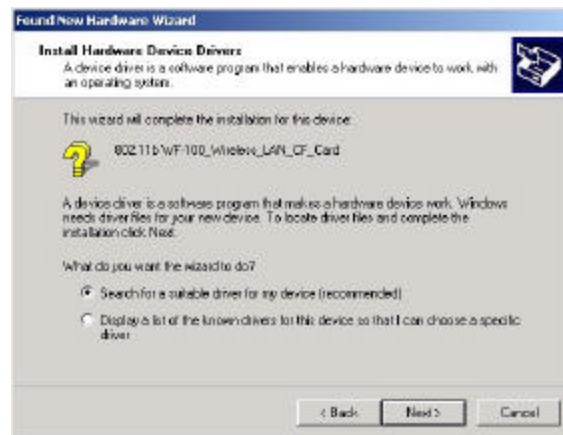 Found New Hardware Wizard
Install Hardware Device Drivers
A device driver is a software program that enables a hardware device to work with
an operating system.
This wizard will complete the installation for this device:
802.11b WF-100_Wireless_LAN_CF_Card
A device driver is a software program that makes a hardware device work. Windows
needs driver files for your new device. To locate driver files and complete the
installation click Next.
What do you want the wizard to do?
Search for a suitable driver for my device (recommended)
Display a list of the known drivers for this device so that I can choose a specific
driver
< Back
Next >
Cancel